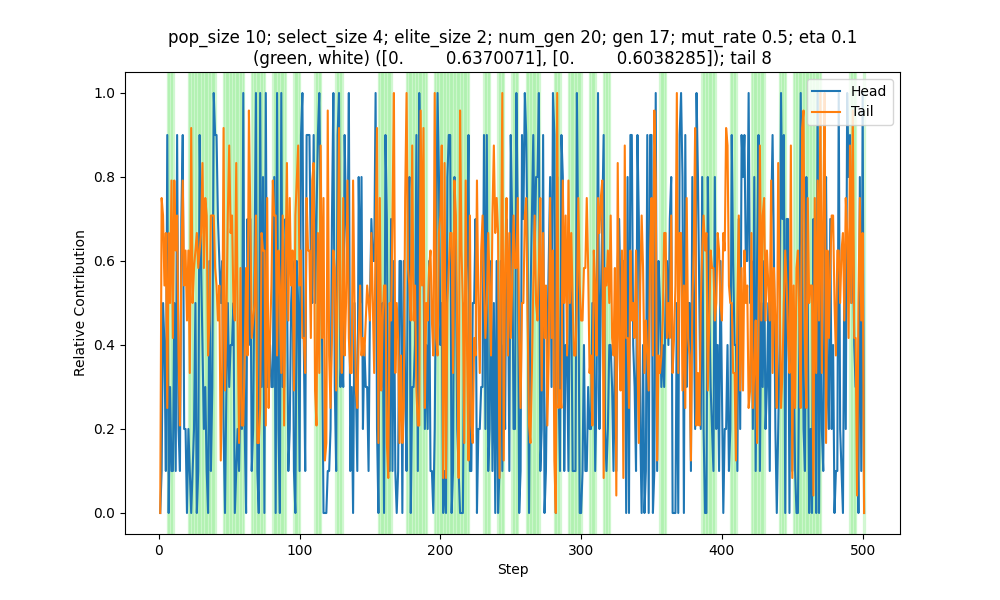 pop_size 10; select_size 4; elite_size 2; num_gen 20; gen 17; mut_rate 0.5; eta 0.1
(green, white) ([0. 0.6370071], [0. 0.6038285]); tail 8
Head
Tail
1.0
0.8
0.6
0.4
0.2
0.0
Relative Contribution
0 100 200 300 400 500
Step